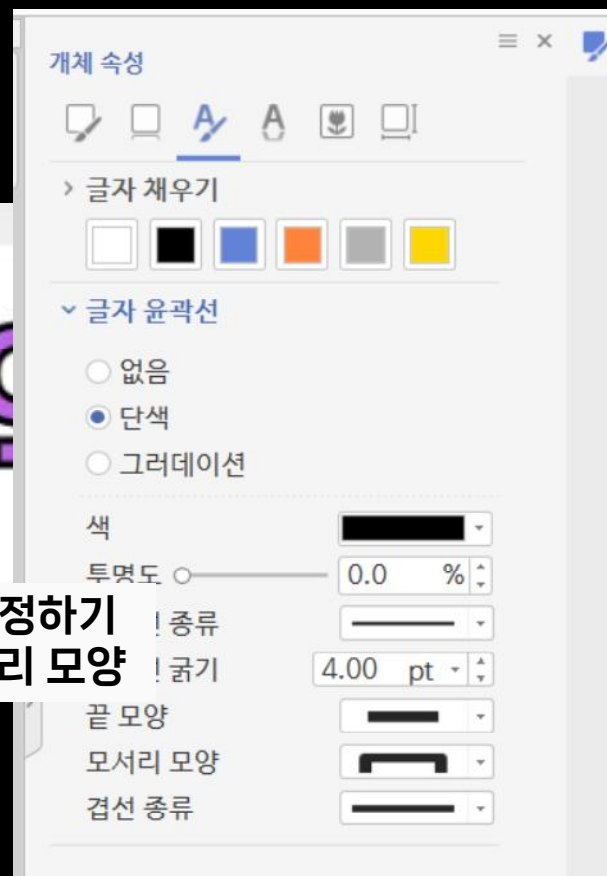 개체 속성
글자 채우기
글자 윤곽선
없음
단색
그러데이션
색
투명도 0.0 %
정하기
종류
리 모양
굵기 4.00 pt
끝 모양
모서리 모양
겹선 종류